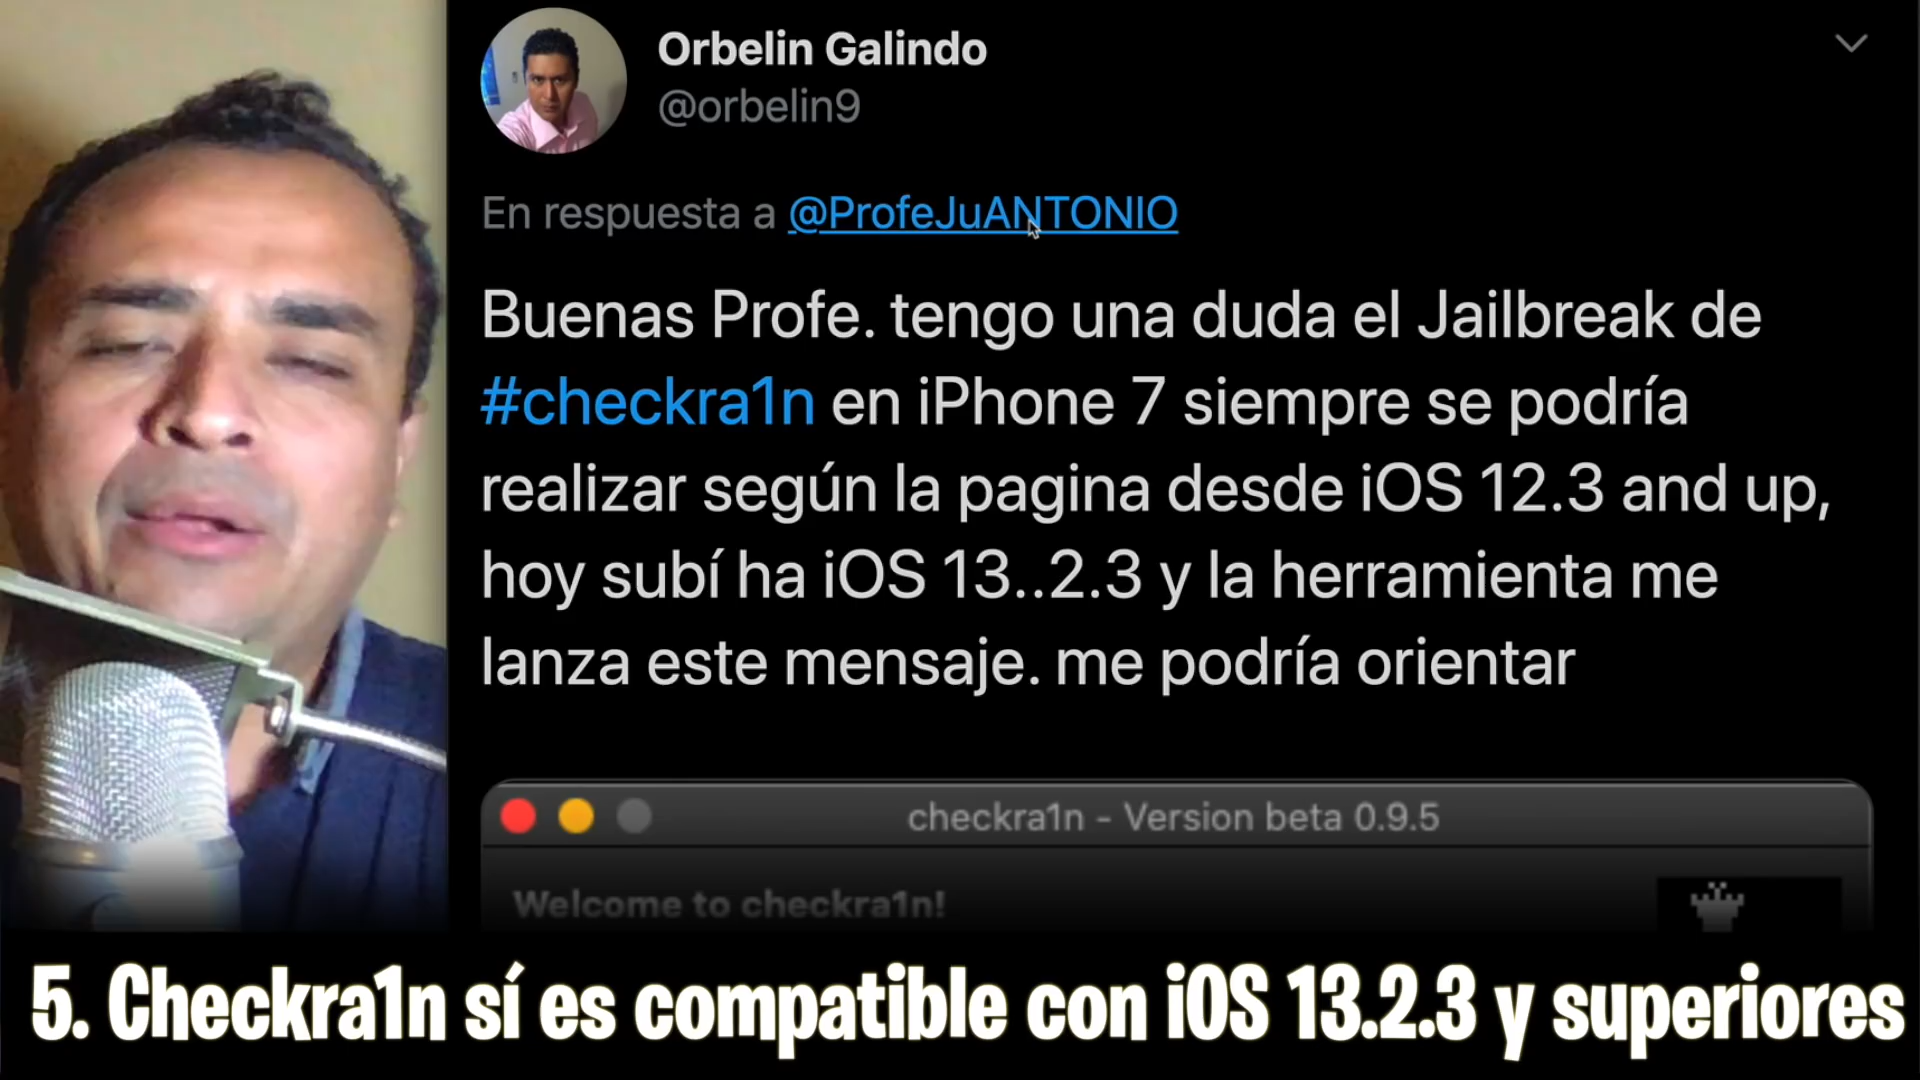 Orbelin Galindo
@orbelin9
En respuesta a @ProfeJuANTONIO
Buenas Profe. tengo una duda el Jailbreak de
#checkra1n en iPhone 7 siempre se podría
realizar según la pagina desde iOS 12.3 and up,
hoy subí ha iOS 13..2.3 y la herramienta me
lanza este mensaje. me podría orientar
checkra1n - Version beta 0.9.5
Welcome to checkra1n!
5. Checkra1n sí es compatible con iOS 13.2.3 y superiores